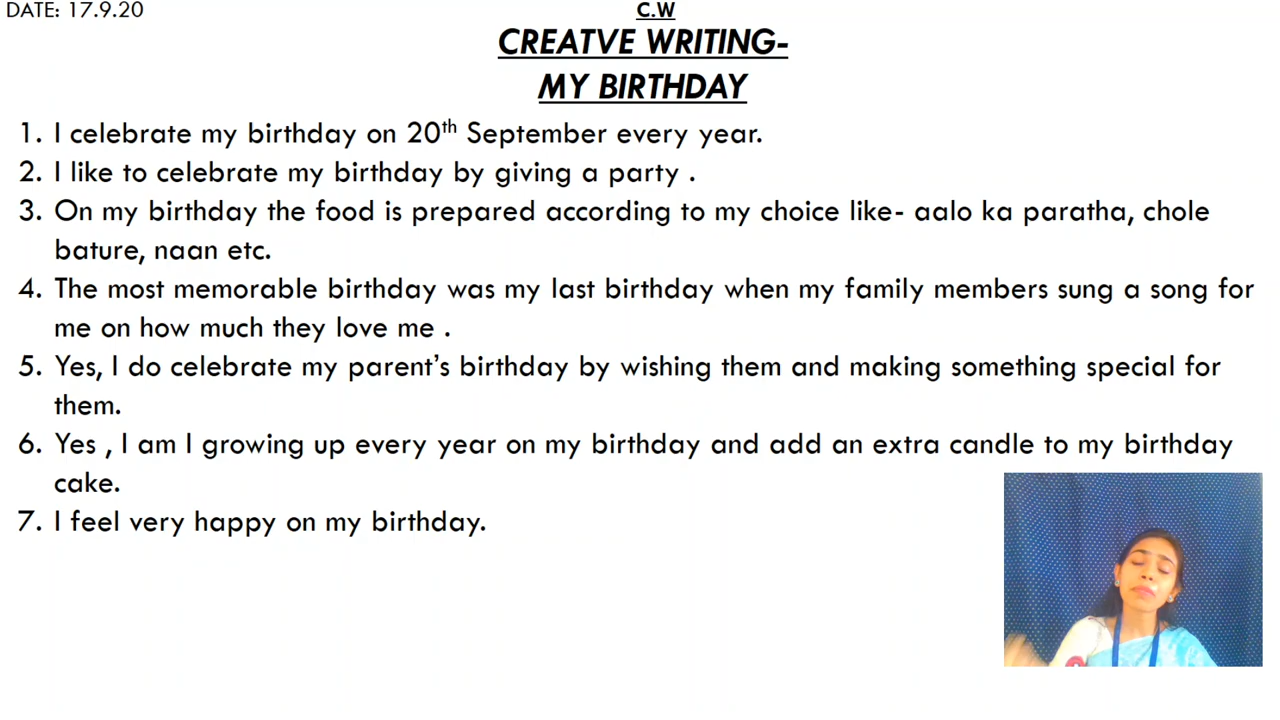 DATE: 17.9.20
C.W
CREATVE WRITING-
MY BIRTHDAY
1. I celebrate my birthday on 20th September every year.
2. I like to celebrate my birthday by giving a party .
3. On my birthday the food is prepared according to my choice like- aalo ka paratha, chole
bature, naan etc.
4. The most memorable birthday was my last birthday when my family members sung a song for
me on how much they love me .
5. Yes, I do celebrate my parent’s birthday by wishing them and making something special for
them.
6. Yes , I am I growing up every year on my birthday and add an extra candle to my birthday
cake.
7. I feel very happy on my birthday.